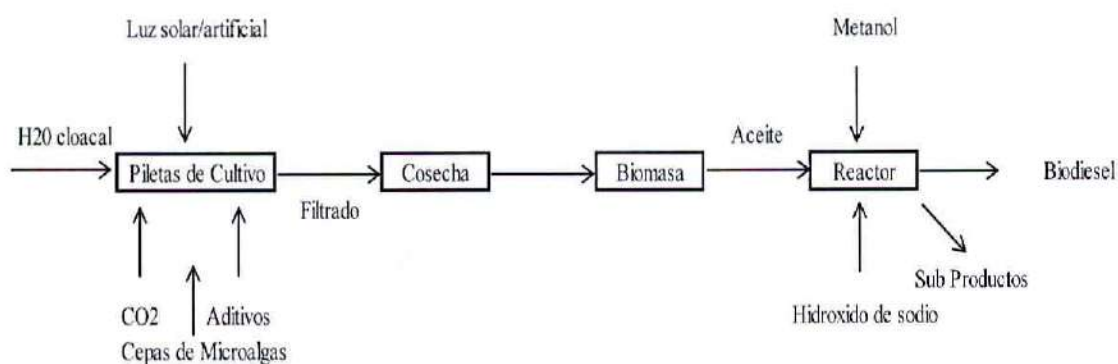 Luz solar/artificial
Metanol
H20 cloacal
Aceite
Piletas de Cultivo
Cosecha
Biomasa
Reactor
Biodiesel
Filtrado
Sub Productos
CO2
Aditivos
Hidroxido de sodio
Cepas de Microalgas